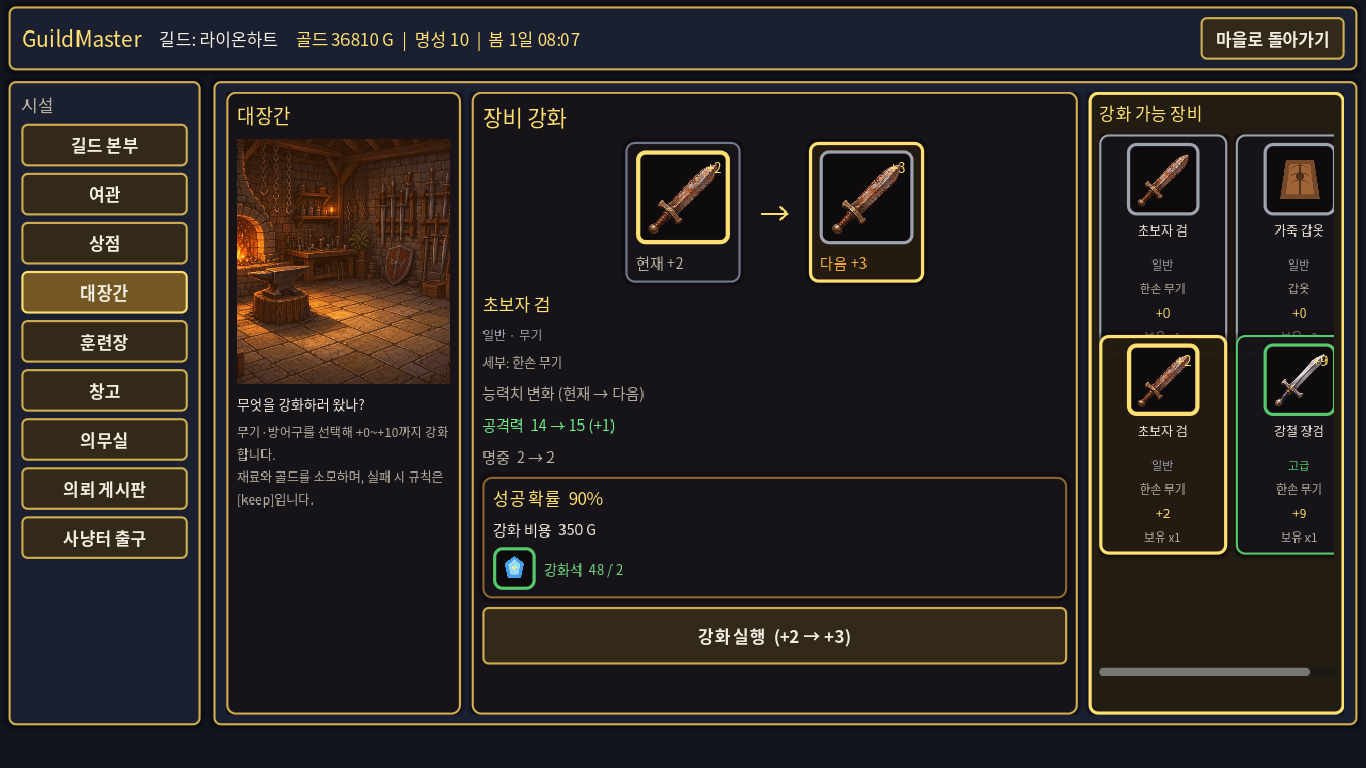 GuildMaster 길드: 라이온하트 골드 36810 G | 명성 10 | 봄 1일 08:07
마을로 돌아가기
시설
길드 본부
여관
상점
대장간
훈련장
창고
의무실
의뢰 게시판
사냥터 출구
대장간
무엇을 강화하러 왔나?
무기·방어구를 선택해 +0~+10까지 강화
합니다.
재료와 골드를 소모하며, 실패 시 규칙은
[keep]입니다.
장비 강화
+2
현재 +2
→
+3
다음 +3
초보자 검
일반 · 무기
세부: 한손 무기
능력치 변화 (현재 → 다음)
공격력 14 → 15 (+1)
명중 2 → 2
성공 확률 90%
강화 비용 350 G
강화석 48 / 2
강화 실행 (+2 → +3)
강화 가능 장비
초보자 검
일반
한손 무기
+0
가죽 갑옷
일반
갑옷
+0
초보자 검
일반
한손 무기
+2
보유 x1
강철 장검
고급
한손 무기
+9
보유 x1